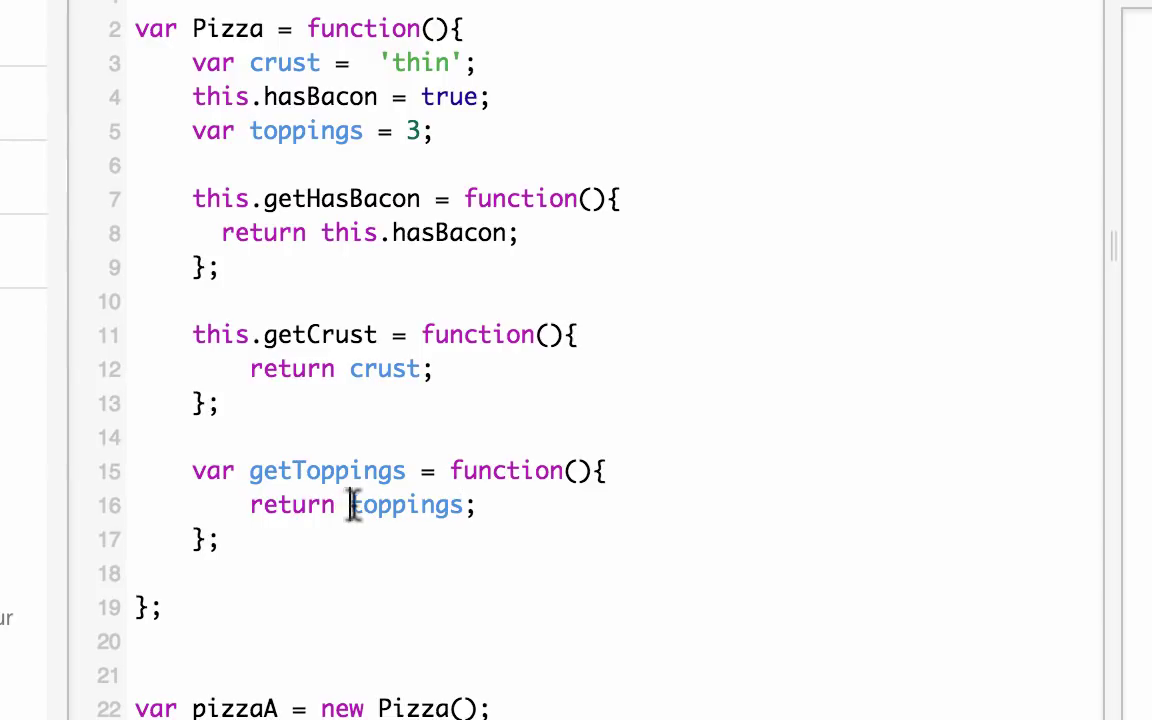 2 var Pizza = function(){
3 var crust =  'thin';
4 this.hasBacon = true;
5 var toppings = 3;
6
7 this.getHasBacon = function(){
8 return this.hasBacon;
9 };
10
11 this.getCrust = function(){
12 return crust;
13 };
14
15 var getToppings = function(){
16 return toppings;
17 };
18
19 };
ur
20
21
22 var pizzaA = new Pizza();